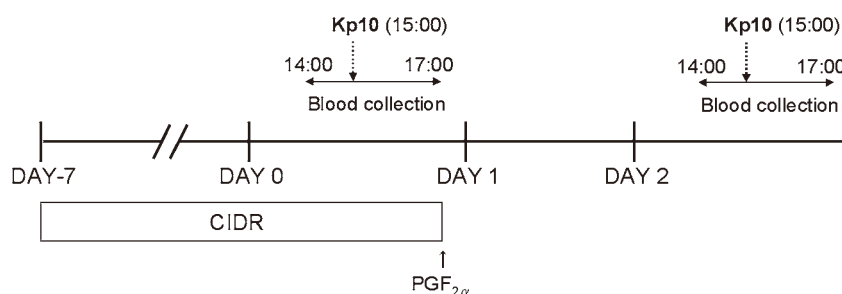 Kp10 (15:00) Kp10 (15:00)
14:00 17:00 14:00 17:00
Blood collection Blood collection
DAY-7 DAY 0 DAY 1 DAY 2
CIDR
PGF2α